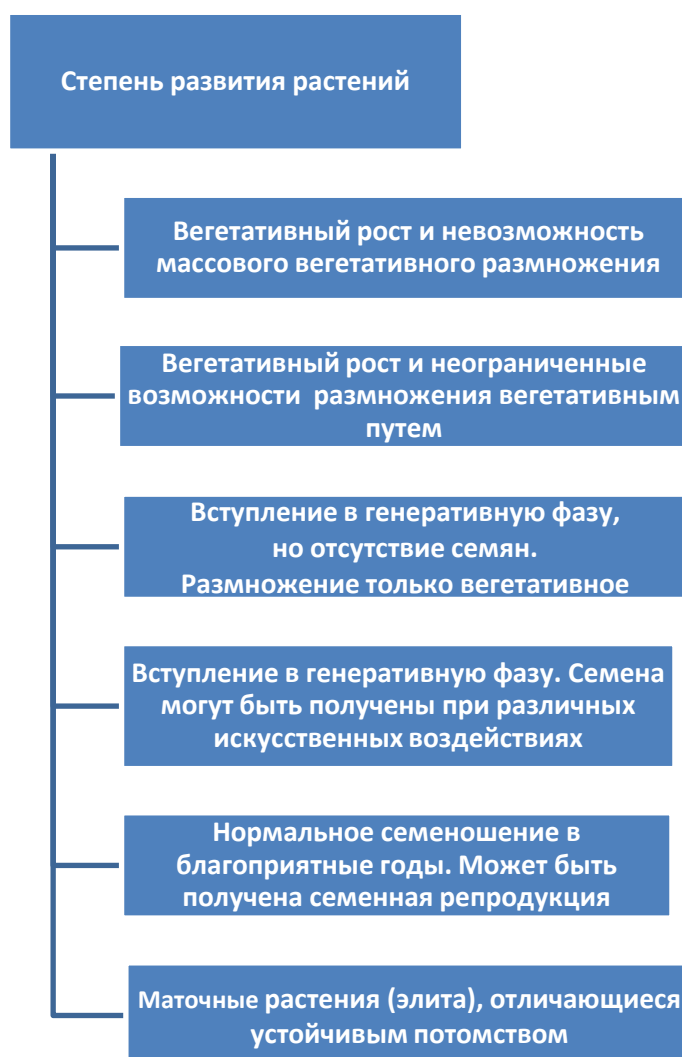 Степень развития растений
Вегетативный рост и невозможность
массового вегетативного размножения
Вегетативный рост и неограниченные
возможности размножения вегетативным
путем
Вступление в генеративную фазу,
но отсутствие семян.
Размножение только вегетативное
Вступление в генеративную фазу. Семена
могут быть получены при различных
искусственных воздействиях
Нормальное семеношение в
благоприятные годы. Может быть
получена семенная репродукция
Маточные растения (элита), отличающиеся
устойчивым потомством